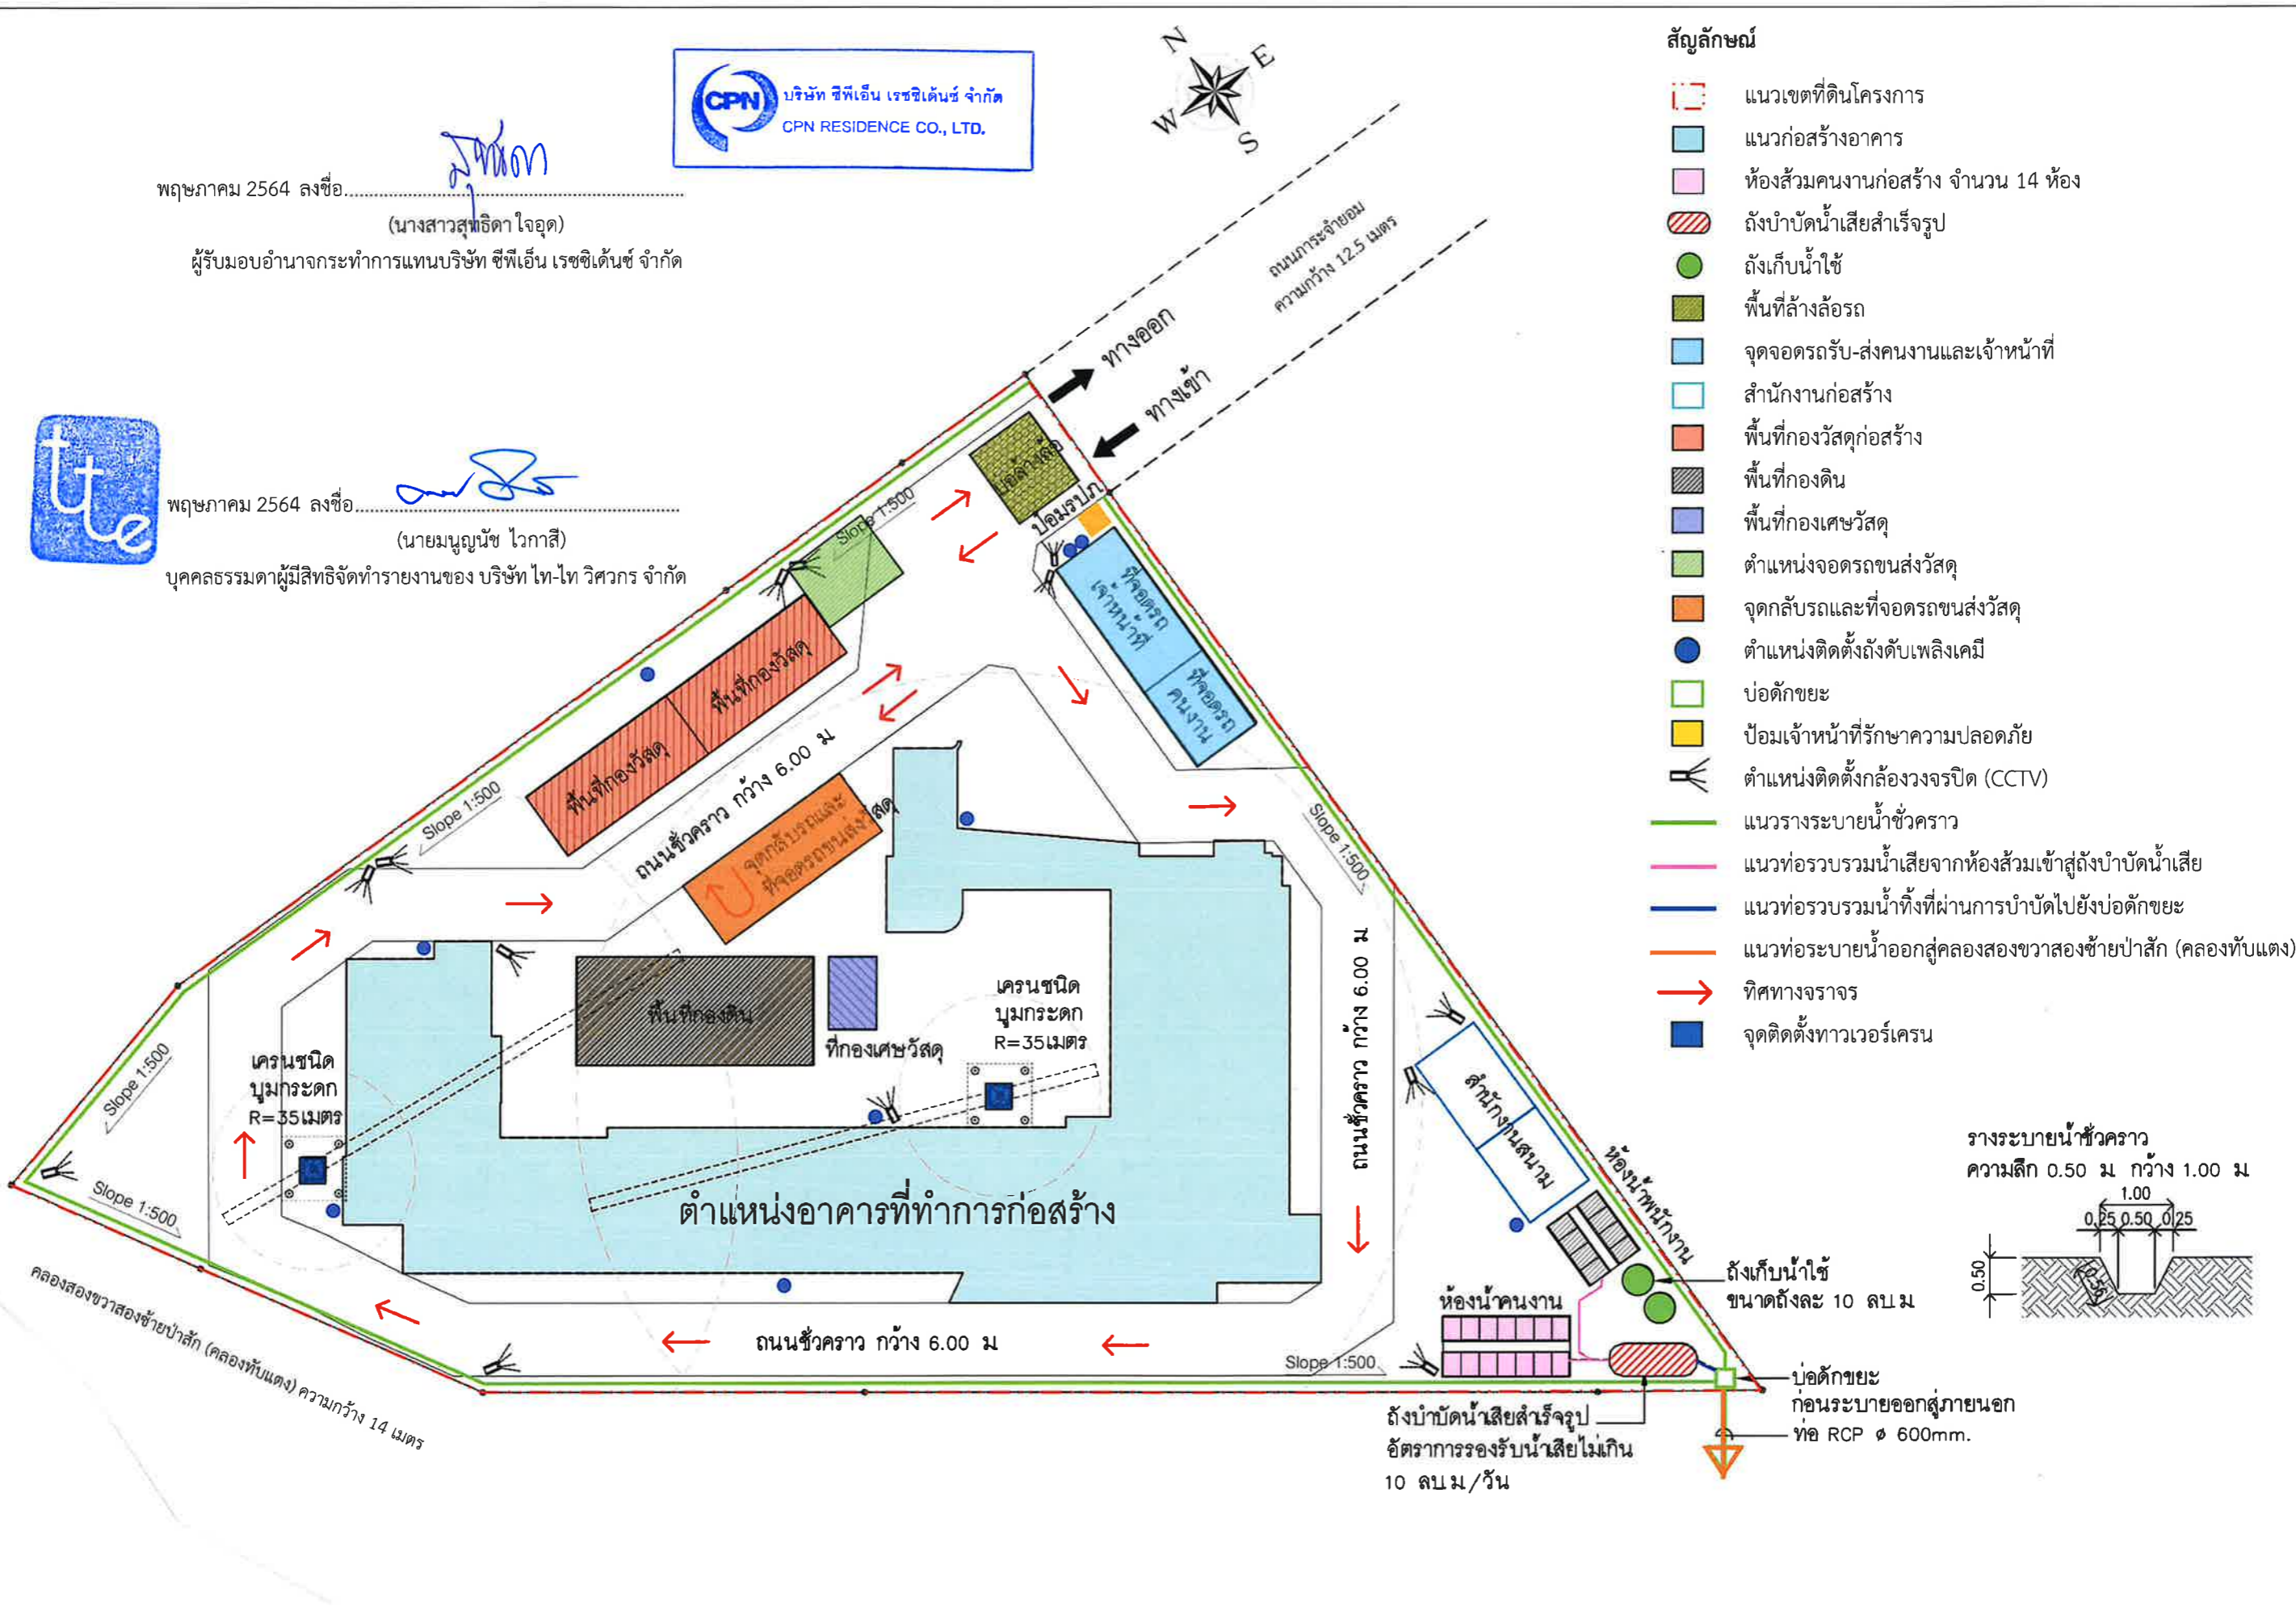 CPN
บริษัท ซีพีเอ็น เรซซิเด้นซ์ จำกัด
CPN RESIDENCE CO., LTD.
พฤษภาคม 2564 ลงชื่อ
(นางสาวสุทธิดา ใจอุด)
ผู้รับมอบอำนาจกระทำการแทนบริษัท ซีพีเอ็น เรซซิเด้นซ์ จำกัด
tte
พฤษภาคม 2564 ลงชื่อ
(นายมนูญนัช ไวกาสี)
บุคคลธรรมดาผู้มีสิทธิจัดทำรายงานของ บริษัท ไท-ไท วิศวกร จำกัด
N
E
W
S
ถนนภาระจำยอม
ความกว้าง 12.5 เมตร
ทางออก
ทางเข้า
บ่อล้างล้อ
ป้อมรปภ.
Slope 1:500
ที่จอดรถ
เจ้าหน้าที่
ที่จอดรถ
คนงาน
พื้นที่กองวัสดุ
พื้นที่กองวัสดุ
ถนนชั่วคราว กว้าง 6.00 ม
จุดกลับรถและ
ที่จอดรถขนส่งวัสดุ
Slope 1:500
Slope 1:500
ถนนชั่วคราว กว้าง 6.00 ม
พื้นที่กองดิน
ที่กองเศษวัสดุ
เครนชนิด
บูมกระดก
R=35เมตร
เครนชนิด
บูมกระดก
R=35เมตร
Slope 1:500
Slope 1:500
ตำแหน่งอาคารที่ทำการก่อสร้าง
สำนักงานสนาม
ห้องน้ำพนักงาน
ถังเก็บน้ำใช้
ขนาดถังละ 10 ลบ.ม
ห้องน้ำคนงาน
ถนนชั่วคราว กว้าง 6.00 ม
Slope 1:500
คลองสองขวาสองซ้ายป่าสัก (คลองทับแตง) ความกว้าง 14 เมตร
ถังบำบัดน้ำเสียสำเร็จรูป
อัตราการรองรับน้ำเสียไม่เกิน
10 ลบ.ม/วัน
บ่อดักขยะ
ก่อนระบายออกสู่ภายนอก
ท่อ RCP ø 600mm.
สัญลักษณ์
แนวเขตที่ดินโครงการ
แนวก่อสร้างอาคาร
ห้องส้วมคนงานก่อสร้าง จำนวน 14 ห้อง
ถังบำบัดน้ำเสียสำเร็จรูป
ถังเก็บน้ำใช้
พื้นที่ล้างล้อรถ
จุดจอดรถรับ-ส่งคนงานและเจ้าหน้าที่
สำนักงานก่อสร้าง
พื้นที่กองวัสดุก่อสร้าง
พื้นที่กองดิน
พื้นที่กองเศษวัสดุ
ตำแหน่งจอดรถขนส่งวัสดุ
จุดกลับรถและที่จอดรถขนส่งวัสดุ
ตำแหน่งติดตั้งถังดับเพลิงเคมี
บ่อดักขยะ
ป้อมเจ้าหน้าที่รักษาความปลอดภัย
ตำแหน่งติดตั้งกล้องวงจรปิด (CCTV)
แนวรางระบายน้ำชั่วคราว
แนวท่อรวบรวมน้ำเสียจากห้องส้วมเข้าสู่ถังบำบัดน้ำเสีย
แนวท่อรวบรวมน้ำทิ้งที่ผ่านการบำบัดไปยังบ่อดักขยะ
แนวท่อระบายน้ำออกสู่คลองสองขวาสองซ้ายป่าสัก (คลองทับแตง)
ทิศทางจราจร
จุดติดตั้งทาวเวอร์เครน
รางระบายน้ำชั่วคราว
ความลึก 0.50 ม กว้าง 1.00 ม
1.00
0.25 0.50 0.25
0.50
0.56